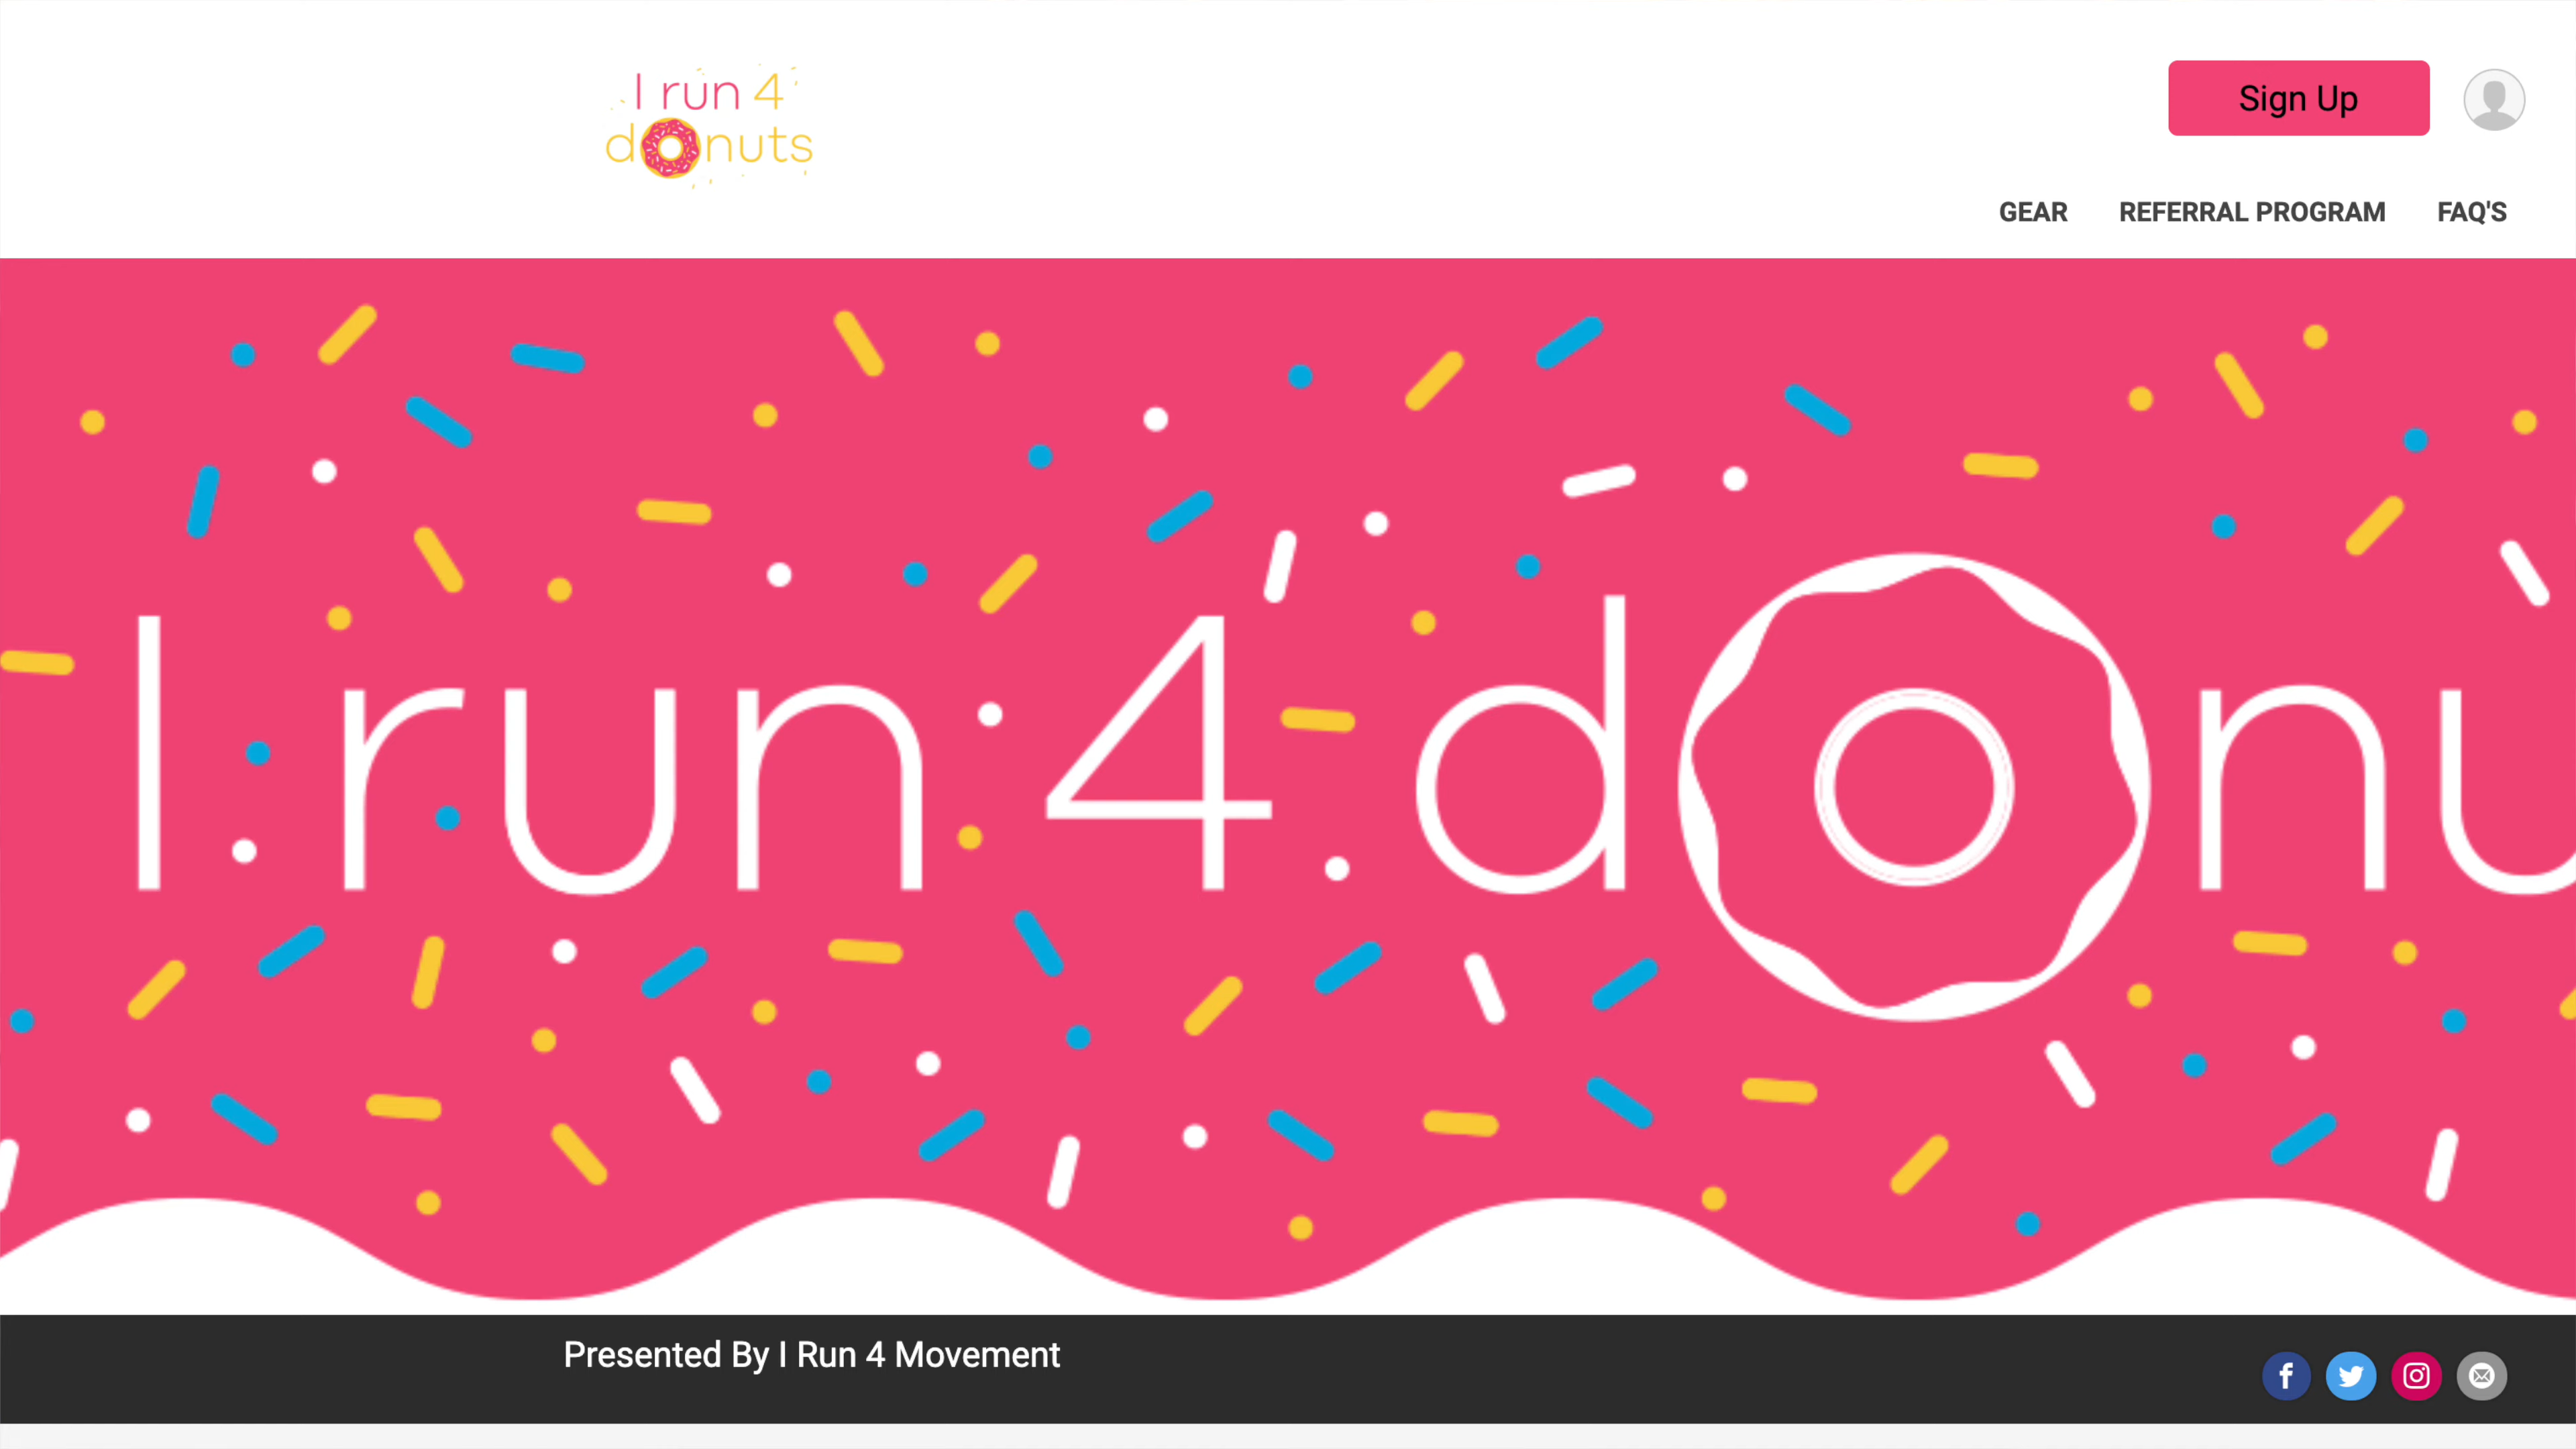 I run 4
donuts
Sign Up
GEAR REFERRAL PROGRAM FAQ'S
I run 4 donu
Presented By I Run 4 Movement